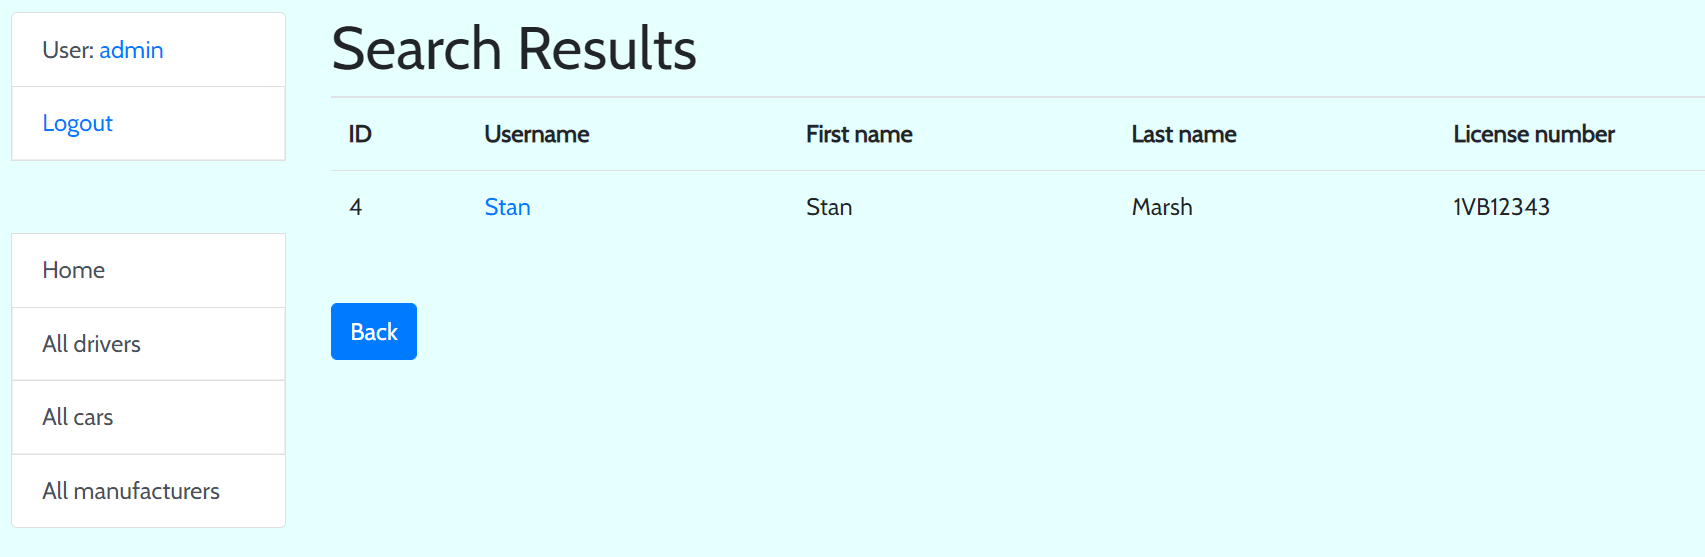 User: admin
Logout
Home
All drivers
All cars
All manufacturers
Search Results
ID Username First name Last name License number
4 Stan Stan Marsh 1VB12343
Back